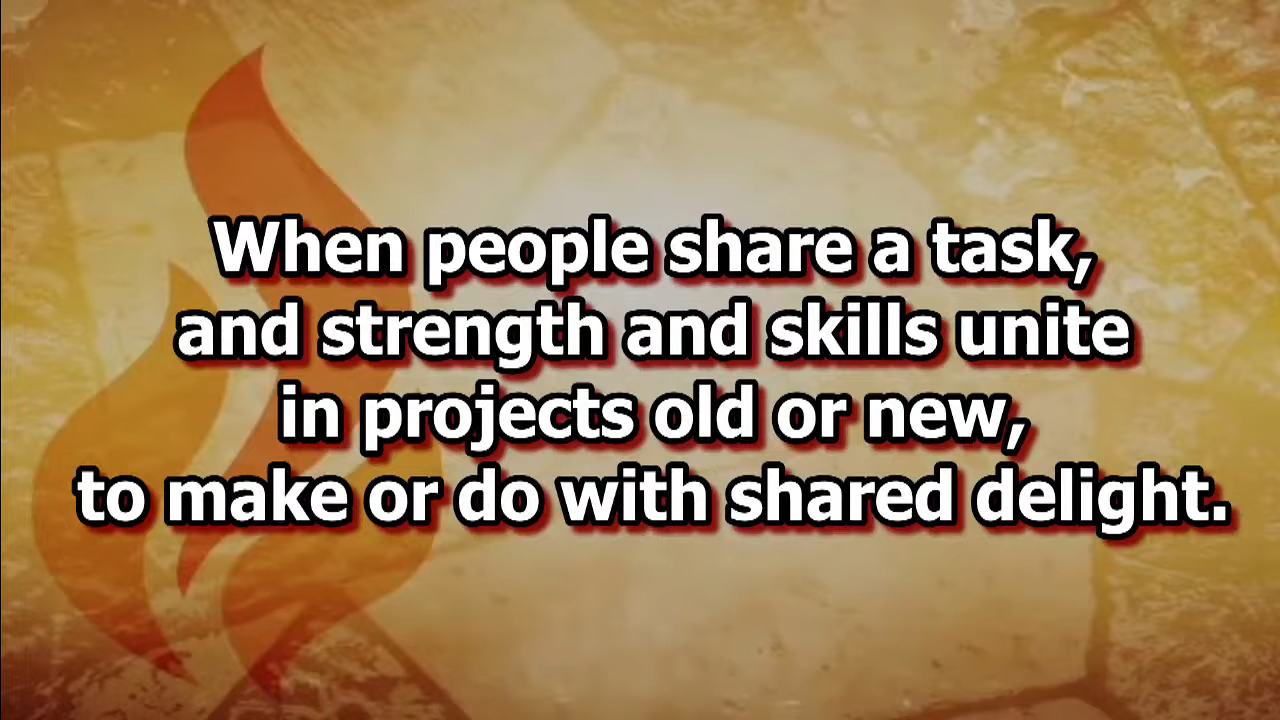 When people share a task,
and strength and skills unite
in projects old or new,
to make or do with shared delight.